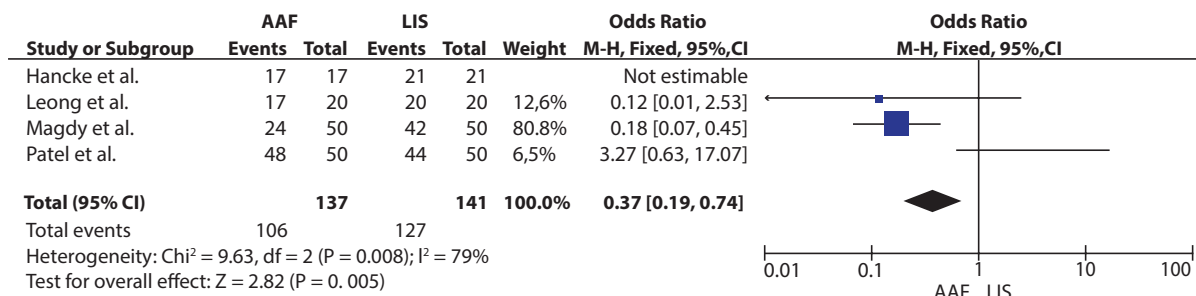 AAF LIS Odds Ratio Odds Ratio
Study or Subgroup Events Total Events Total Weight M-H, Fixed, 95%,CI M-H, Fixed, 95%,CI
Hancke et al. 17 17 21 21 Not estimable
Leong et al. 17 20 20 20 12,6% 0.12 [0.01, 2.53]
Magdy et al. 24 50 42 50 80.8% 0.18 [0.07, 0.45]
Patel et al. 48 50 44 50 6,5% 3.27 [0.63, 17.07]
Total (95% CI) 137 141 100.0% 0.37 [0.19, 0.74]
Total events 106 127
Heterogeneity: Chi² = 9.63, df = 2 (P = 0.008); I² = 79%
Test for overall effect: Z = 2.82 (P = 0. 005)
0.01 0.1 1 10 100
AAF LIS